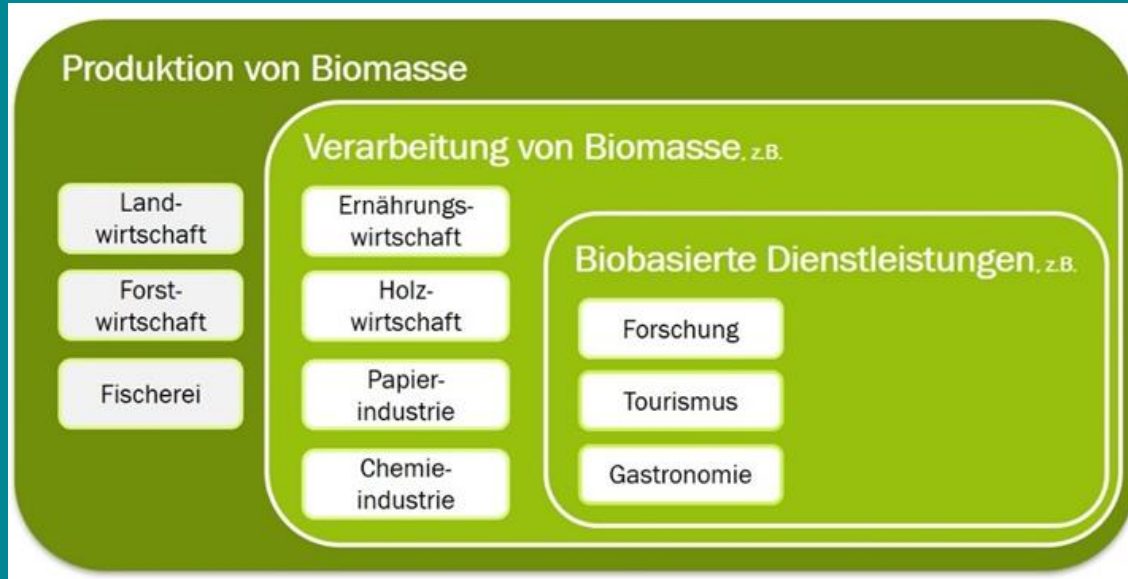 Produktion von Biomasse
Land-
wirtschaft
Forst-
wirtschaft
Fischerei
Verarbeitung von Biomasse, z.B.
Ernährungs-
wirtschaft
Holz-
wirtschaft
Papier-
industrie
Chemie-
industrie
Biobasierte Dienstleistungen, z.B.
Forschung
Tourismus
Gastronomie